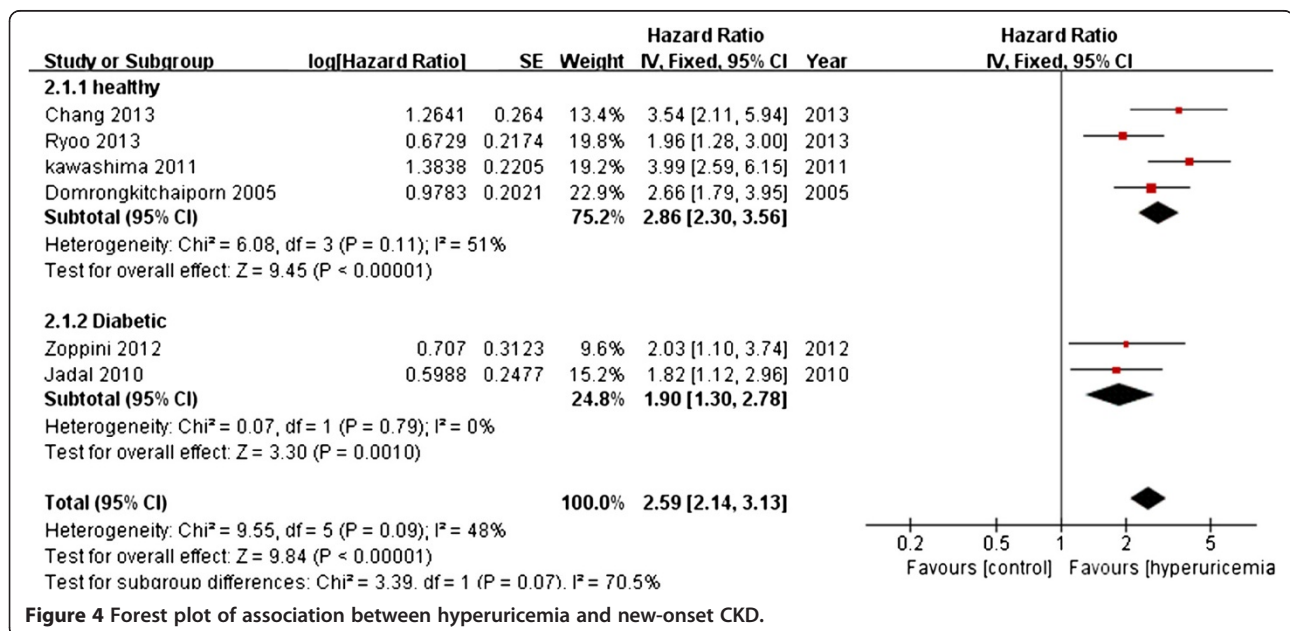 Hazard Ratio Hazard Ratio
Study or Subgroup log[Hazard Ratio] SE Weight IV, Fixed, 95% CI Year IV, Fixed, 95% CI
2.1.1 healthy
Chang 2013 1.2641 0.264 13.4% 3.54 [2.11, 5.94] 2013
Ryoo 2013 0.6729 0.2174 19.8% 1.96 [1.28, 3.00] 2013
kawashima 2011 1.3838 0.2205 19.2% 3.99 [2.59, 6.15] 2011
Domrongkitchaiporn 2005 0.9783 0.2021 22.9% 2.66 [1.79, 3.95] 2005
Subtotal (95% CI) 75.2% 2.86 [2.30, 3.56]
Heterogeneity: Chi² = 6.08, df = 3 (P = 0.11); I² = 51%
Test for overall effect: Z = 9.45 (P < 0.00001)
2.1.2 Diabetic
Zoppini 2012 0.707 0.3123 9.6% 2.03 [1.10, 3.74] 2012
Jadal 2010 0.5988 0.2477 15.2% 1.82 [1.12, 2.96] 2010
Subtotal (95% CI) 24.8% 1.90 [1.30, 2.78]
Heterogeneity: Chi² = 0.07, df = 1 (P = 0.79); I² = 0%
Test for overall effect: Z = 3.30 (P = 0.0010)
Total (95% CI) 100.0% 2.59 [2.14, 3.13]
Heterogeneity: Chi² = 9.55, df = 5 (P = 0.09); I² = 48%
Test for overall effect: Z = 9.84 (P < 0.00001)
Test for subgroup differences: Chi² = 3.39, df = 1 (P = 0.07), I² = 70.5%
0.2 0.5 1 2 5
Favours [control] Favours [hyperuricemia
Figure 4 Forest plot of association between hyperuricemia and new-onset CKD.